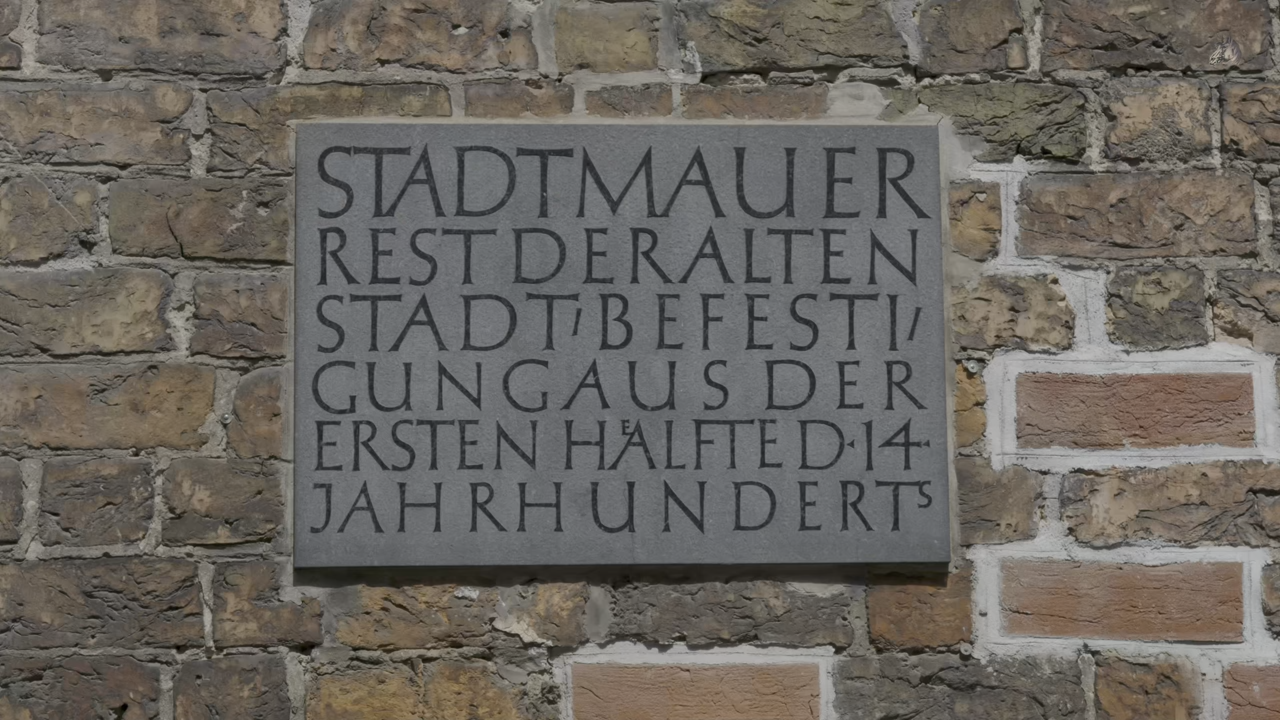 STADTMAUER
REST DER ALTEN
STADT/BEFESTI/
GUNG AUS DER
ERSTEN HÄLFTE D·14·
JAHRHUNDERTS